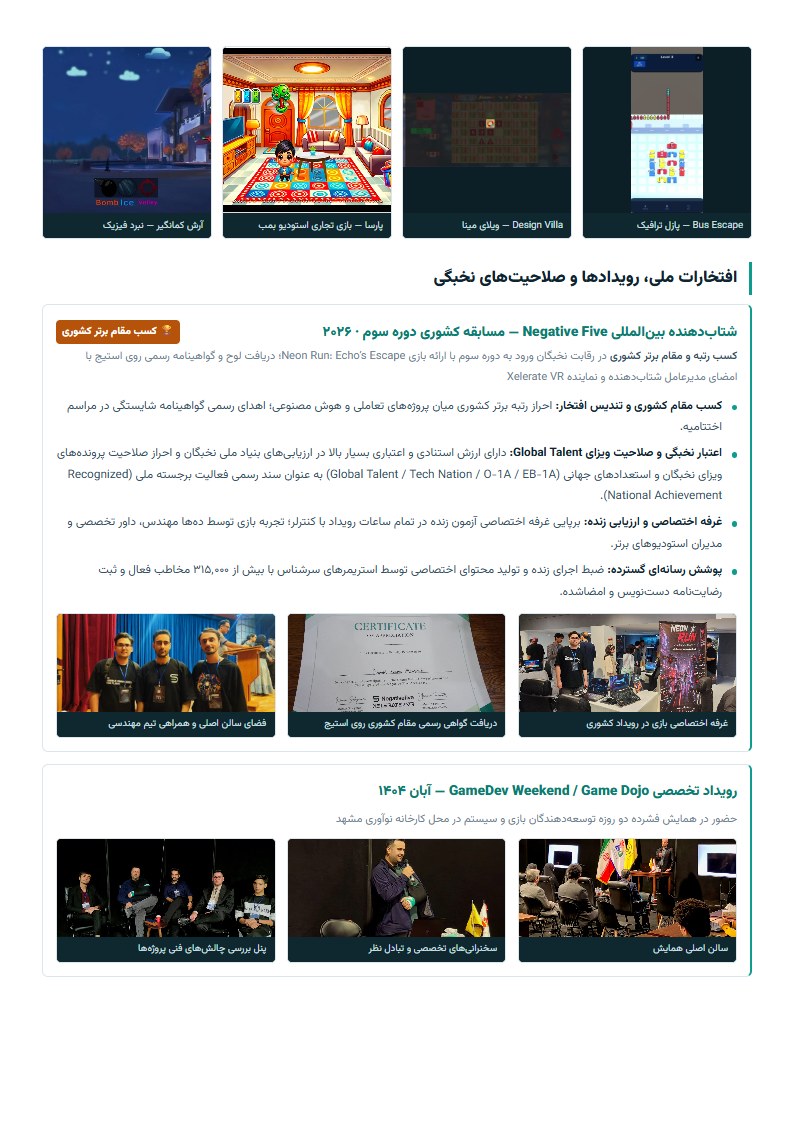 Bus Escape — پازل ترافیک
Design Villa — ویلای مینا
Bomb Ice
پارسا — بازی تجاری استودیو بمب
آرش کمانگیر — نبرد فیزیک
افتخارات ملی، رویدادها و صلاحیت‌های نخبگی
شتاب‌دهنده بین‌المللی Negative Five — مسابقه کشوری دوره سوم · ۲۰۲۶
🏆 کسب مقام برتر کشوری
کسب رتبه و مقام برتر کشوری در رقابت نخبگان ورود به دوره سوم با ارائه بازی Neon Run: Echo’s Escape؛ دریافت لوح و گواهینامه رسمی روی استیج با
امضای مدیرعامل شتاب‌دهنده و نماینده Xelerate VR
کسب مقام کشوری و تندیس افتخار: احراز رتبه برتر کشوری میان پروژه‌های تعاملی و هوش مصنوعی؛ اهدای رسمی گواهینامه شایستگی در مراسم
اختتامیه.
اعتبار نخبگی و صلاحیت ویزای Global Talent: دارای ارزش استنادی و اعتباری بسیار بالا در ارزیابی‌های بنیاد ملی نخبگان و احراز صلاحیت پرونده‌های
ویزای نخبگان و استعدادهای جهانی (Global Talent / Tech Nation / O-1A / EB-1A) به عنوان سند رسمی فعالیت برجسته ملی (Recognized
National Achievement).
غرفه اختصاصی و ارزیابی زنده: برپایی غرفه اختصاصی آزمون زنده در تمام ساعات رویداد با کنترلر؛ تجربه بازی توسط ده‌ها مهندس، داور تخصصی و
مدیران استودیوهای برتر.
پوشش رسانه‌ای گسترده: ضبط اجرای زنده و تولید محتوای اختصاصی توسط استریمرهای سرشناس با بیش از ۳۱۵,۰۰۰ مخاطب فعال و ثبت
رضایت‌نامه دست‌نویس و امضاشده.
NEON
RUN
غرفه اختصاصی بازی در رویداد کشوری
CERTIFICATE
OF APPRECIATION
Negative5ive
دریافت گواهی رسمی مقام کشوری روی استیج
فضای سالن اصلی و همراهی تیم مهندسی
رویداد تخصصی GameDev Weekend / Game Dojo — آبان ۱۴۰۴
حضور در همایش فشرده دو روزه توسعه‌دهندگان بازی و سیستم در محل کارخانه نوآوری مشهد
سالن اصلی همایش
سخنرانی‌های تخصصی و تبادل نظر
پنل بررسی چالش‌های فنی پروژه‌ها